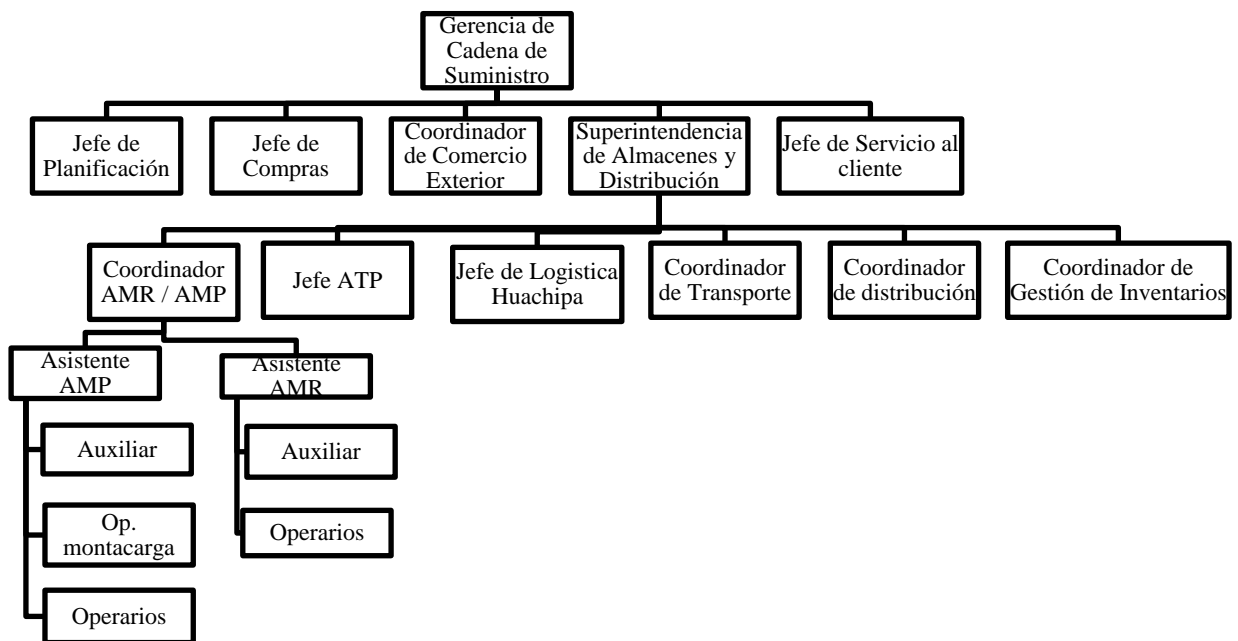 Gerencia de
Cadena de
Suministro
Jefe de
Planificación
Jefe de
Compras
Coordinador
de Comercio
Exterior
Superintendencia
de Almacenes y
Distribución
Jefe de Servicio al
cliente
Coordinador
AMR / AMP
Jefe ATP
Jefe de Logistica
Huachipa
Coordinador
de Transporte
Coordinador
de distribución
Coordinador de
Gestión de Inventarios
Asistente
AMP
Asistente
AMR
Auxiliar
Op.
montacarga
Operarios
Auxiliar
Operarios